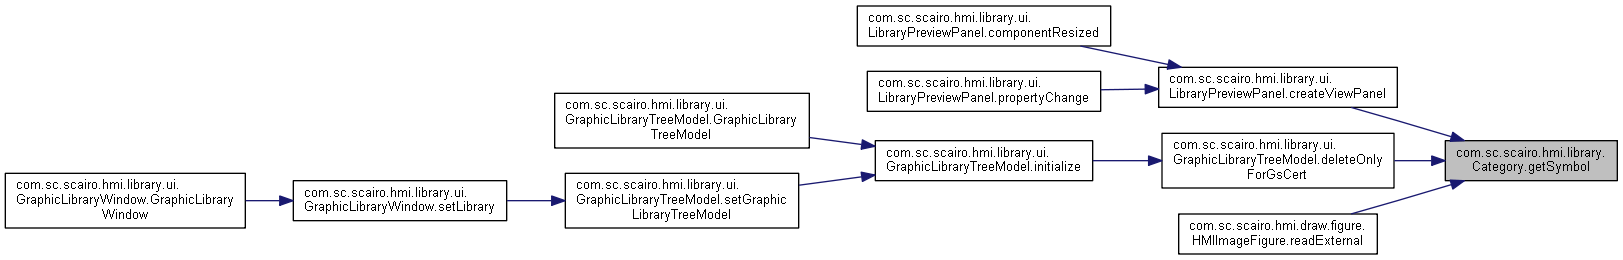 com.sc.scairo.hmi.library.ui.
LibraryPreviewPanel.componentResized
com.sc.scairo.hmi.library.ui.
LibraryPreviewPanel.propertyChange
com.sc.scairo.hmi.library.ui.
LibraryPreviewPanel.createViewPanel
com.sc.scairo.hmi.library.ui.
GraphicLibraryTreeModel.GraphicLibrary
TreeModel
com.sc.scairo.hmi.library.ui.
GraphicLibraryTreeModel.initialize
com.sc.scairo.hmi.library.ui.
GraphicLibraryTreeModel.deleteOnly
ForGsCert
com.sc.scairo.hmi.library.
Category.getSymbol
com.sc.scairo.hmi.library.ui.
GraphicLibraryWindow.GraphicLibrary
Window
com.sc.scairo.hmi.library.ui.
GraphicLibraryWindow.setLibrary
com.sc.scairo.hmi.library.ui.
GraphicLibraryTreeModel.setGraphic
LibraryTreeModel
com.sc.scairo.hmi.draw.figure.
HMIImageFigure.readExternal